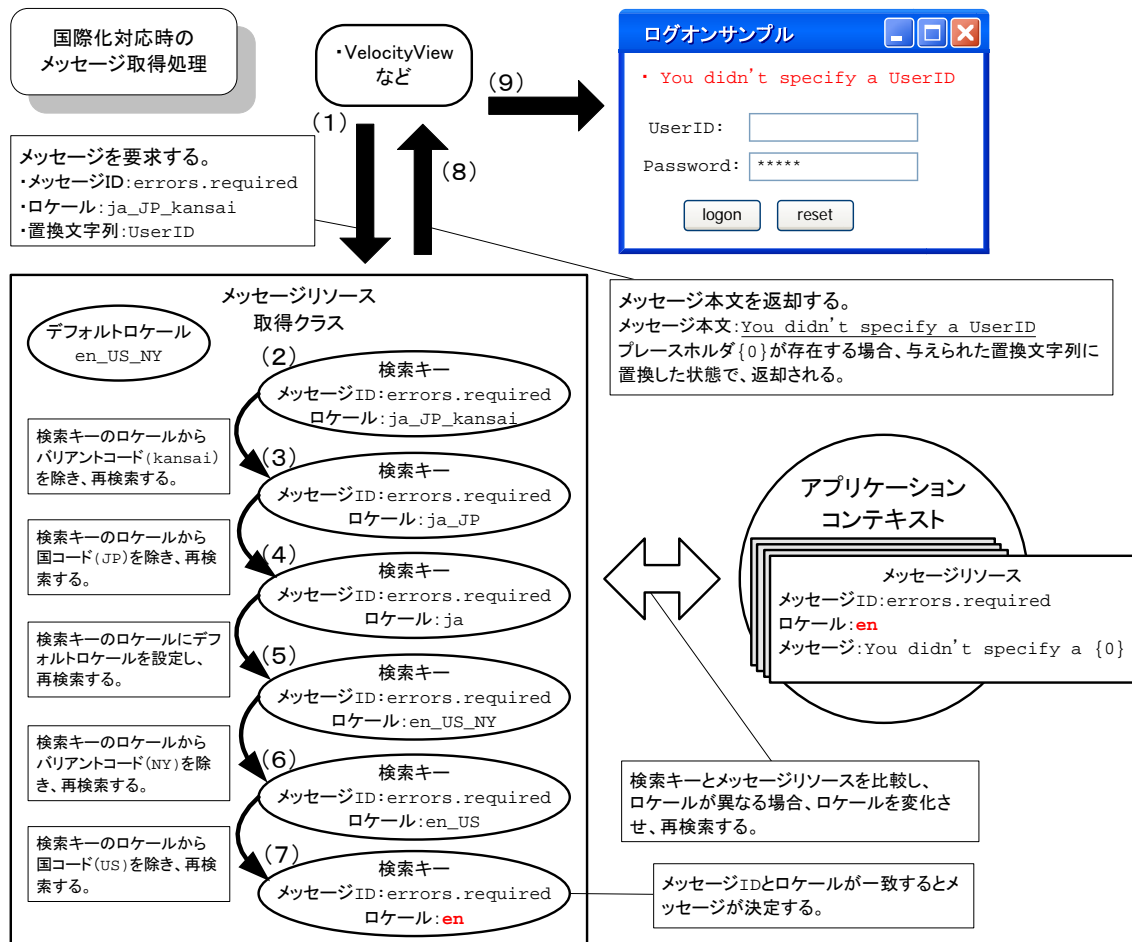 国際化対応時の
メッセージ取得処理
・VelocityView
など
(9)
ログオンサンプル
・ You didn't specify a UserID
UserID:
Password:
*****
logon
reset
(1)
(8)
メッセージを要求する。
・メッセージID:errors.required
・ロケール:ja_JP_kansai
・置換文字列:UserID
メッセージ本文を返却する。
メッセージ本文:You didn't specify a UserID
プレースホルダ{0}が存在する場合、与えられた置換文字列に
置換した状態で、返却される。
メッセージリソース
取得クラス
デフォルトロケール
en_US_NY
(2)
検索キー
メッセージID:errors.required
ロケール:ja_JP_kansai
検索キーのロケールから
バリアントコード(kansai)
を除き、再検索する。
(3)
検索キー
メッセージID:errors.required
ロケール:ja_JP
検索キーのロケールから
国コード(JP)を除き、再検
索する。
(4)
検索キー
メッセージID:errors.required
ロケール:ja
検索キーのロケールにデフ
ォルトロケールを設定し、
再検索する。
(5)
検索キー
メッセージID:errors.required
ロケール:en_US_NY
検索キーのロケールから
バリアントコード(NY)を除
き、再検索する。
(6)
検索キー
メッセージID:errors.required
ロケール:en_US
検索キーのロケールから
国コード(US)を除き、再検
索する。
(7)
検索キー
メッセージID:errors.required
ロケール:en
アプリケーション
コンテキスト
メッセージリソース
メッセージID:errors.required
ロケール:en
メッセージ:You didn't specify a {0}
検索キーとメッセージリソースを比較し、
ロケールが異なる場合、ロケールを変化さ
せ、再検索する。
メッセージIDとロケールが一致するとメ
ッセージが決定する。